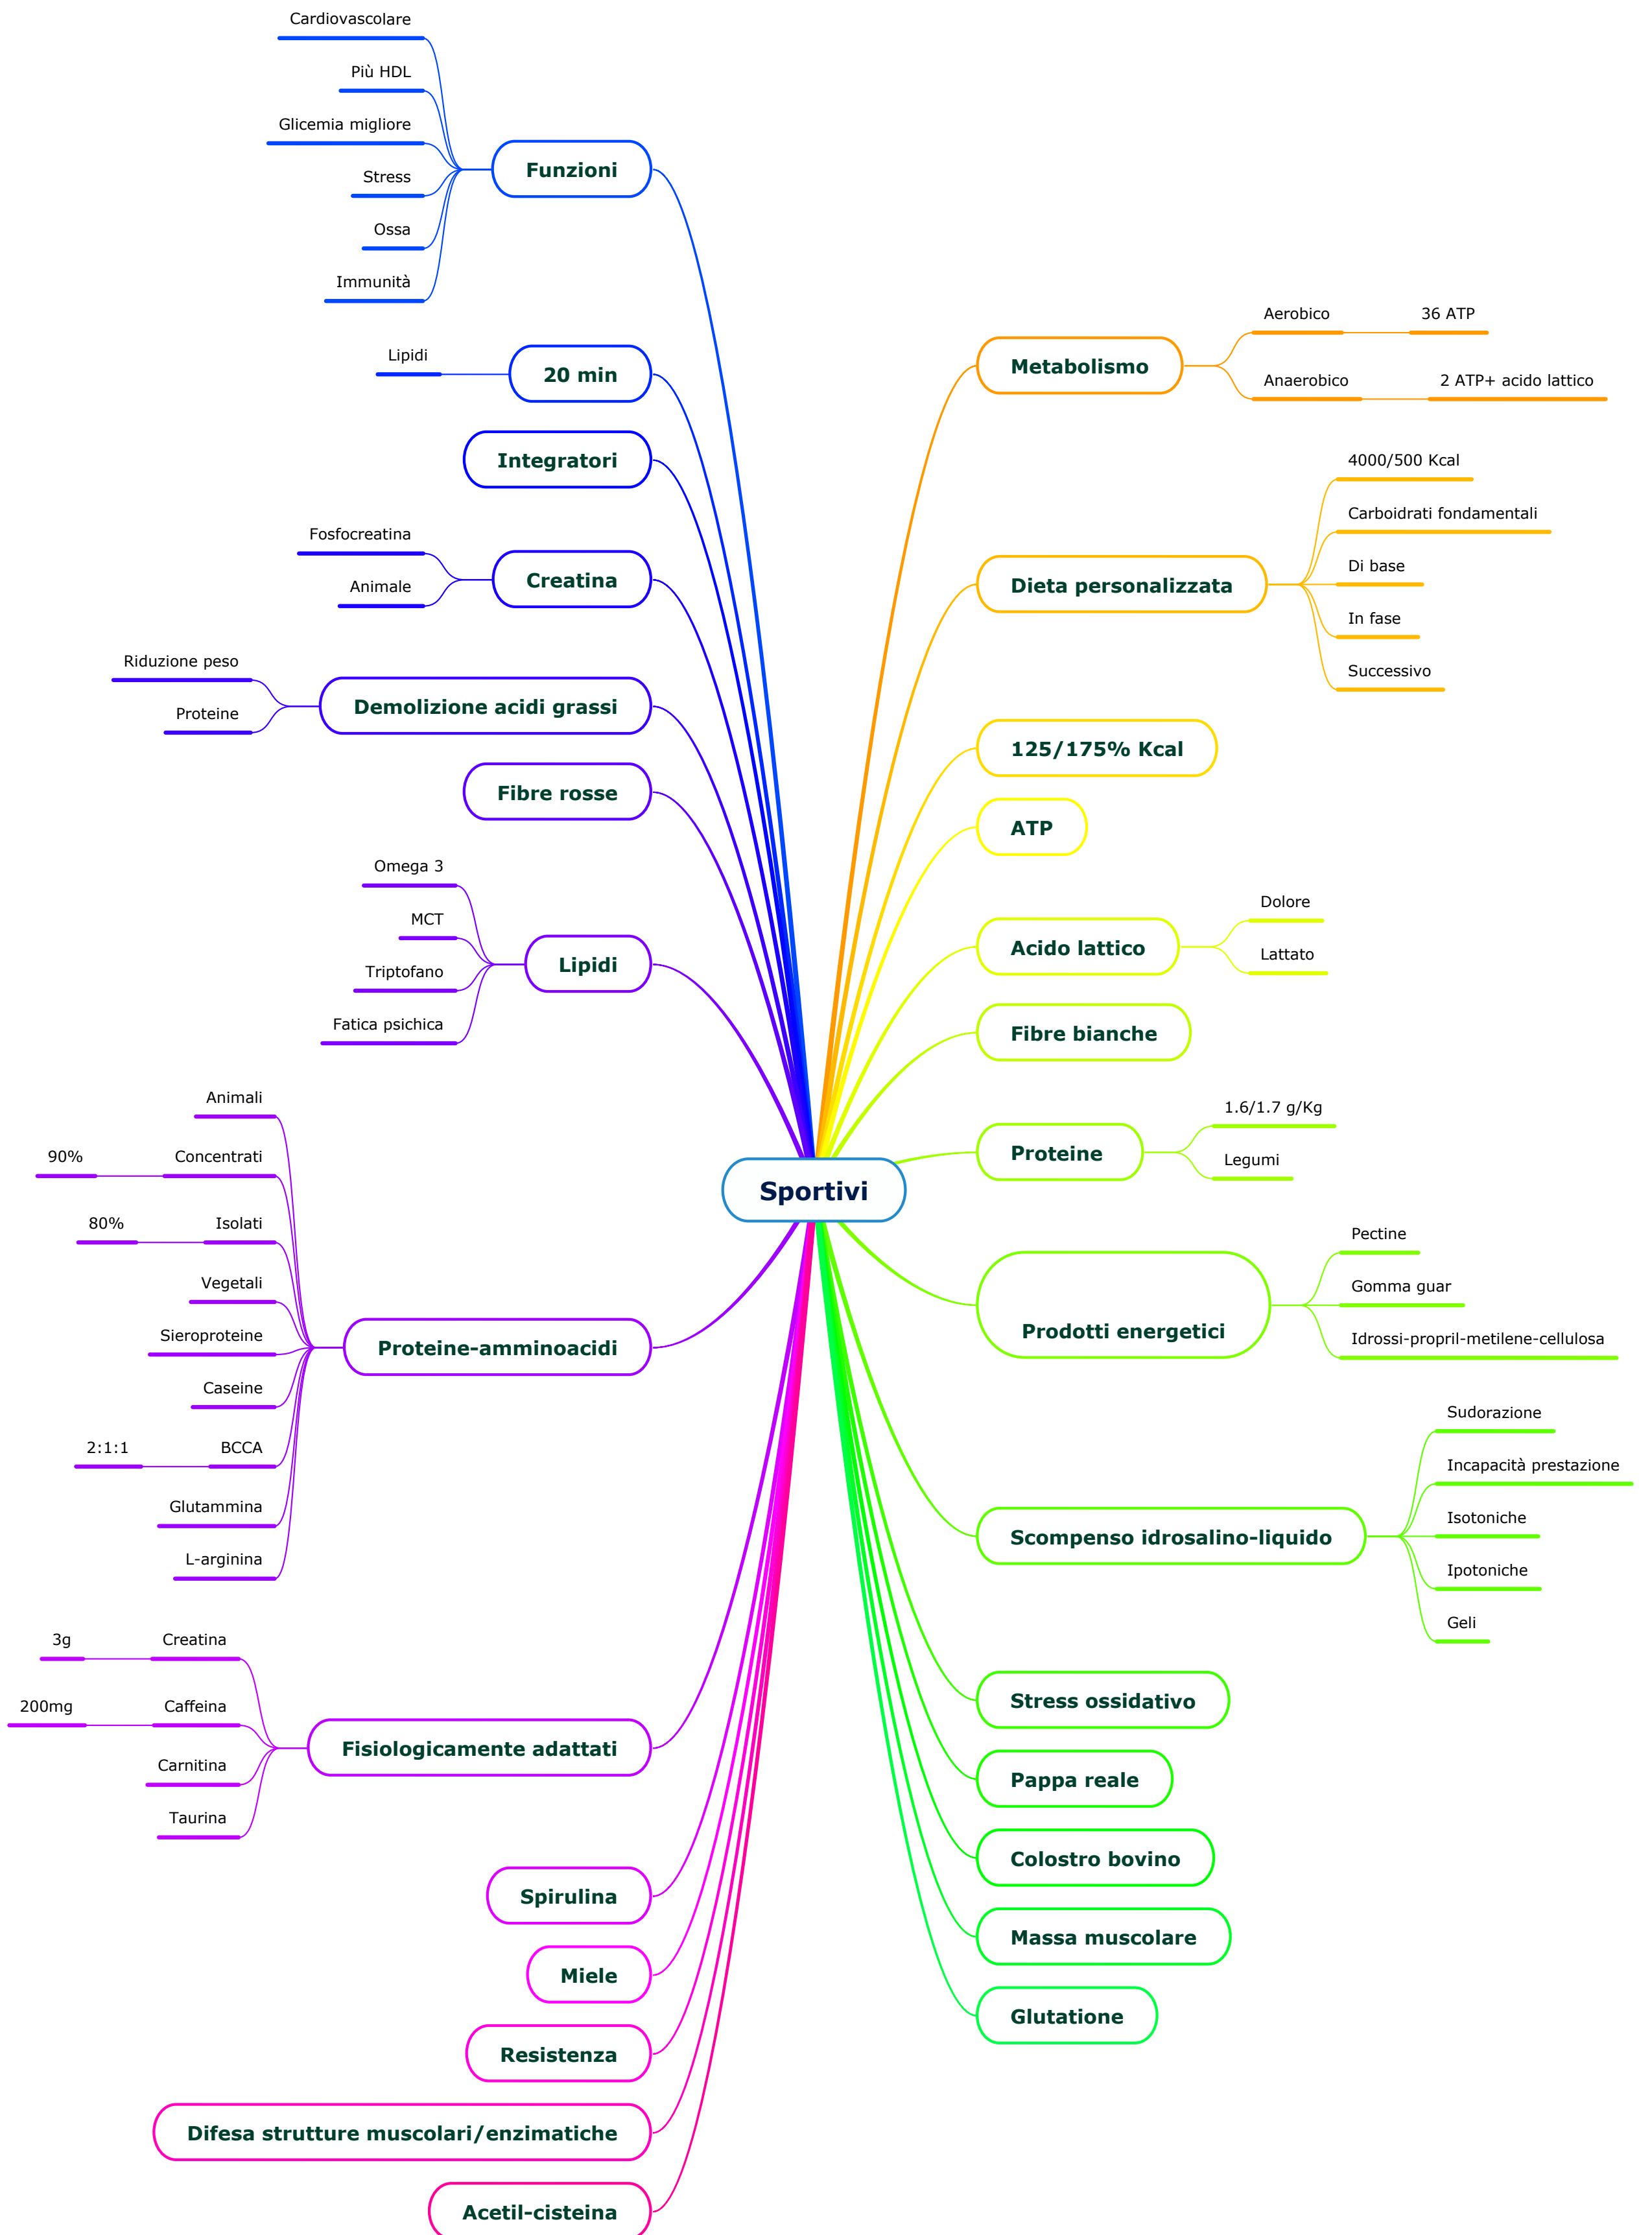 Sportivi
Funzioni
Cardiovascolare
Più HDL
Glicemia migliore
Stress
Ossa
Immunità
20 min
Lipidi
Integratori
Creatina
Fosfocreatina
Animale
Demolizione acidi grassi
Riduzione peso
Proteine
Fibre rosse
Lipidi
Omega 3
MCT
Triptofano
Fatica psichica
Proteine-amminoacidi
Animali
Concentrati
90%
Isolati
80%
Vegetali
Sieroproteine
Caseine
BCCA
2:1:1
Glutammina
L-arginina
Fisiologicamente adattati
Creatina
3g
Caffeina
200mg
Carnitina
Taurina
Spirulina
Miele
Resistenza
Difesa strutture muscolari/enzimatiche
Acetil-cisteina
Metabolismo
Aerobico
36 ATP
Anaerobico
2 ATP+ acido lattico
Dieta personalizzata
4000/500 Kcal
Carboidrati fondamentali
Di base
In fase
Successivo
125/175% Kcal
ATP
Acido lattico
Dolore
Lattato
Fibre bianche
Proteine
1.6/1.7 g/Kg
Legumi
Prodotti energetici
Pectine
Gomma guar
Idrossi-propril-metilene-cellulosa
Scompenso idrosalino-liquido
Sudorazione
Incapacità prestazione
Isotoniche
Ipotoniche
Geli
Stress ossidativo
Pappa reale
Colostro bovino
Massa muscolare
Glutatione